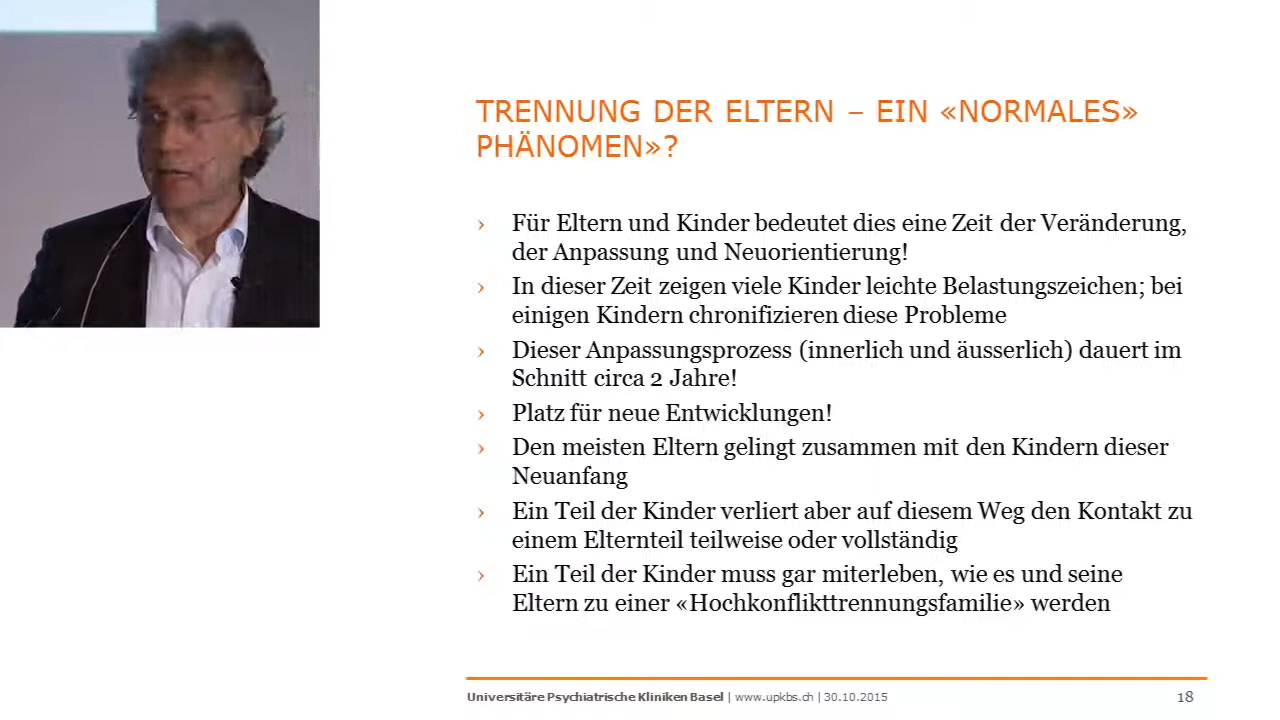 TRENNUNG DER ELTERN – EIN «NORMALES»
PHÄNOMEN»?
› Für Eltern und Kinder bedeutet dies eine Zeit der Veränderung,
der Anpassung und Neuorientierung!
› In dieser Zeit zeigen viele Kinder leichte Belastungszeichen; bei
einigen Kindern chronifizieren diese Probleme
› Dieser Anpassungsprozess (innerlich und äusserlich) dauert im
Schnitt circa 2 Jahre!
› Platz für neue Entwicklungen!
› Den meisten Eltern gelingt zusammen mit den Kindern dieser
Neuanfang
› Ein Teil der Kinder verliert aber auf diesem Weg den Kontakt zu
einem Elternteil teilweise oder vollständig
› Ein Teil der Kinder muss gar miterleben, wie es und seine
Eltern zu einer «Hochkonflikttrennungsfamilie» werden
Universitäre Psychiatrische Kliniken Basel | www.upkbs.ch | 30.10.2015 18